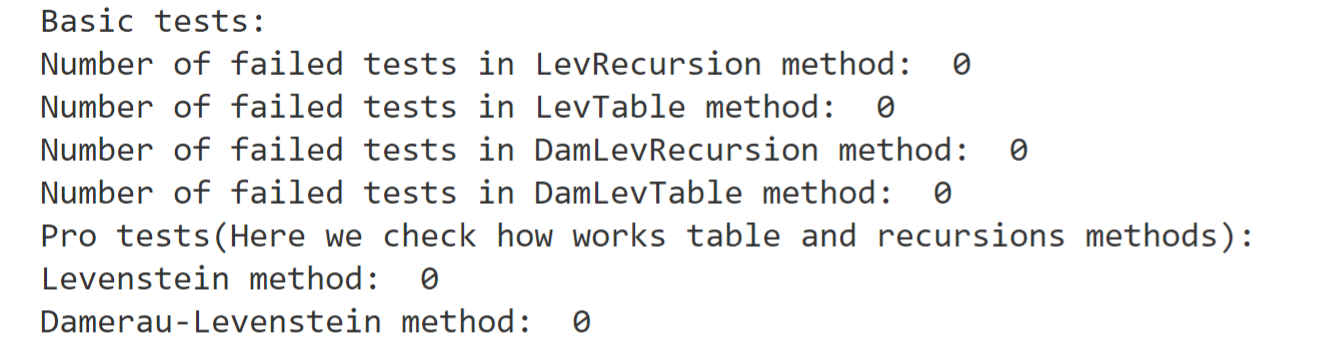 Basic tests:
Number of failed tests in LevRecursion method:  0
Number of failed tests in LevTable method:  0
Number of failed tests in DamLevRecursion method:  0
Number of failed tests in DamLevTable method:  0
Pro tests(Here we check how works table and recursions methods):
Levenstein method:  0
Damerau-Levenstein method:  0